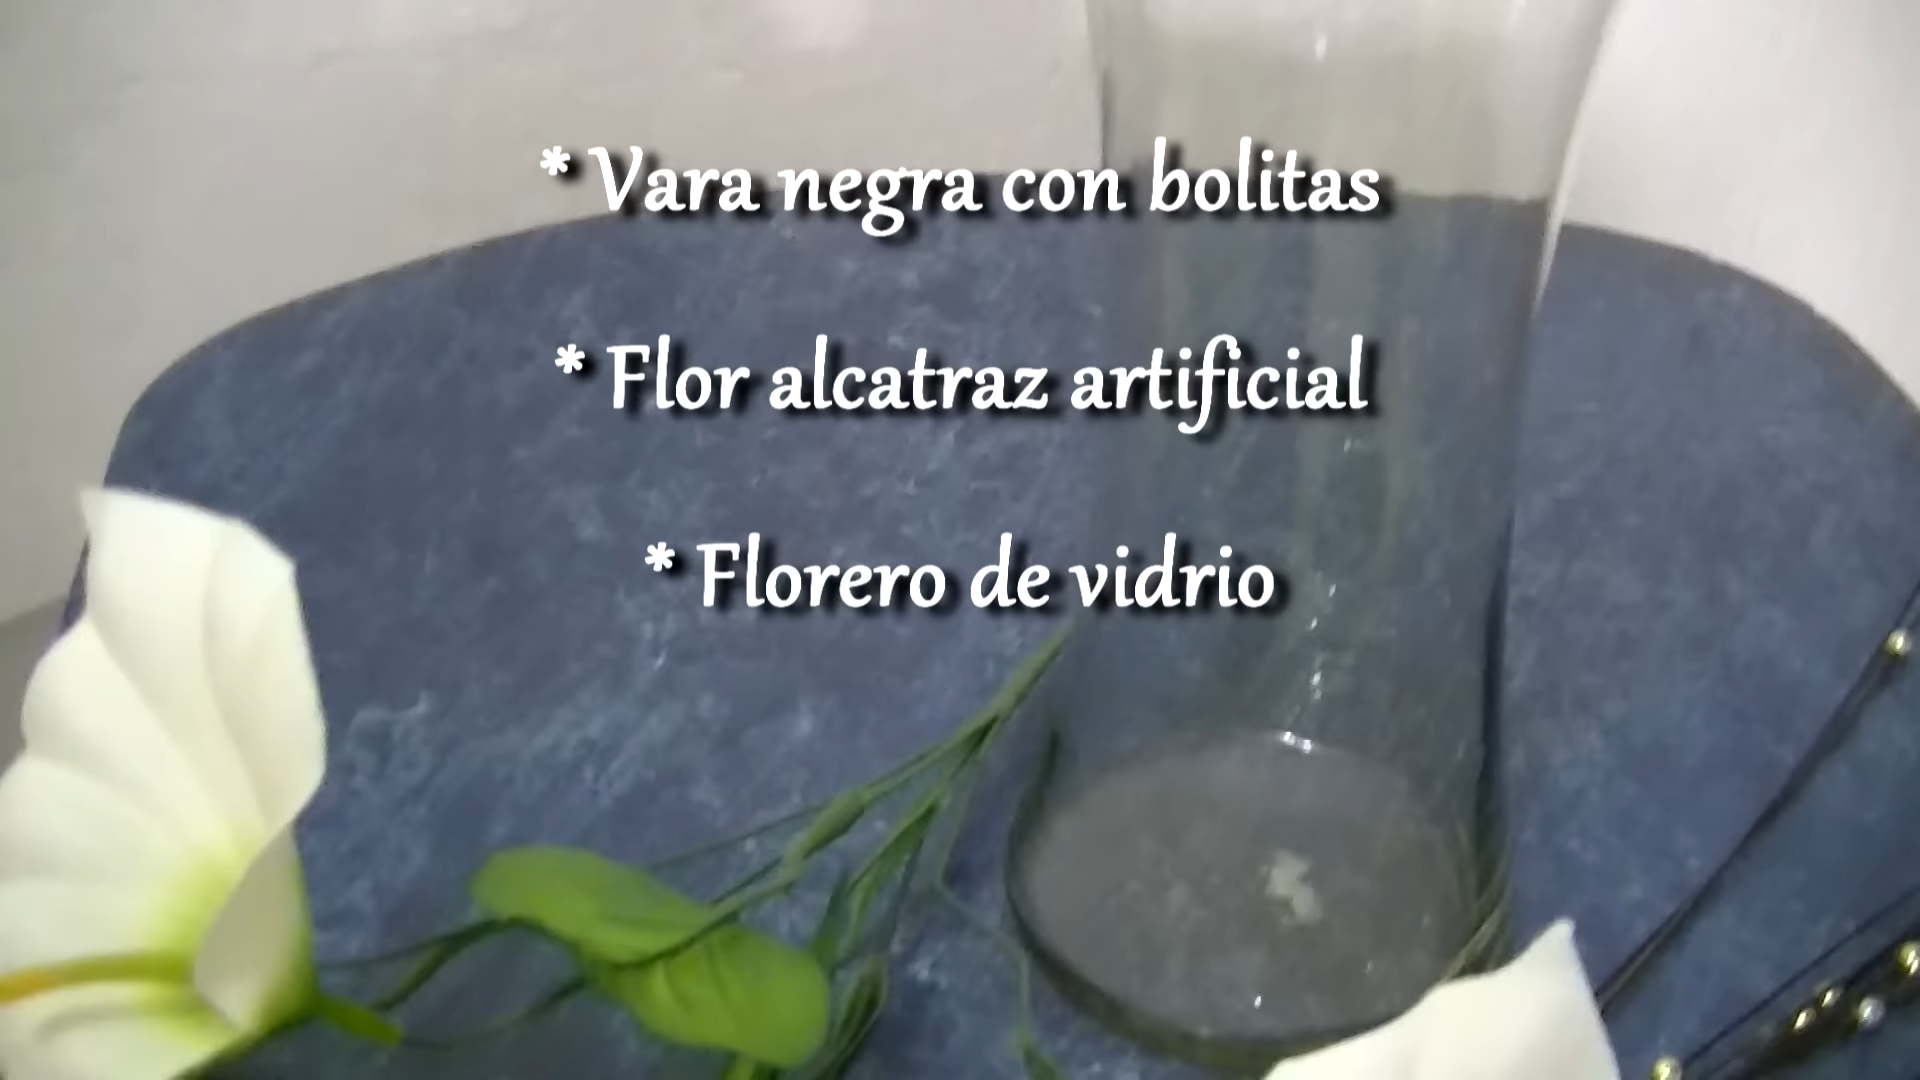 * Vara negra con bolitas
* Flor alcatraz artificial
* Florero de vidrio